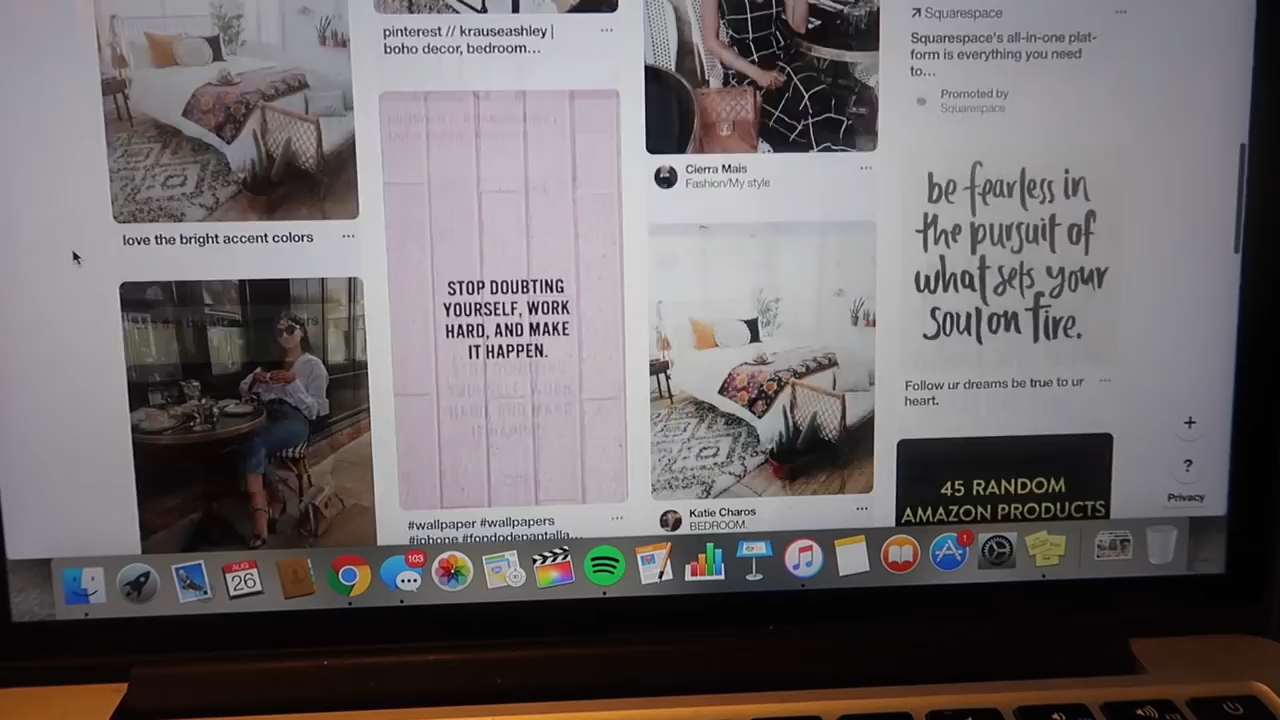 love the bright accent colors
pinterest // krauseashley |
boho decor, bedroom…
STOP DOUBTING
YOURSELF, WORK
HARD, AND MAKE
IT HAPPEN.
#wallpaper #wallpapers
#iphone #fondodepantalla…
Cierra Mais
Fashion/My style
Katie Charos
BEDROOM.
Squarespace
Squarespace's all-in-one plat-
form is everything you need
to…
Promoted by
Squarespace
be fearless in
the pursuit of
what sets your
soul on fire.
Follow ur dreams be true to ur
heart.
45 RANDOM
AMAZON PRODUCTS
+
?
Privacy
AUG
26
103
1